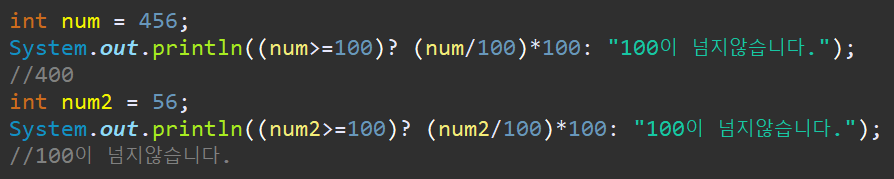 int num = 456;
System.out.println((num>=100)? (num/100)*100: "100이 넘지않습니다.");
//400
int num2 = 56;
System.out.println((num2>=100)? (num2/100)*100: "100이 넘지않습니다.");
//100이 넘지않습니다.